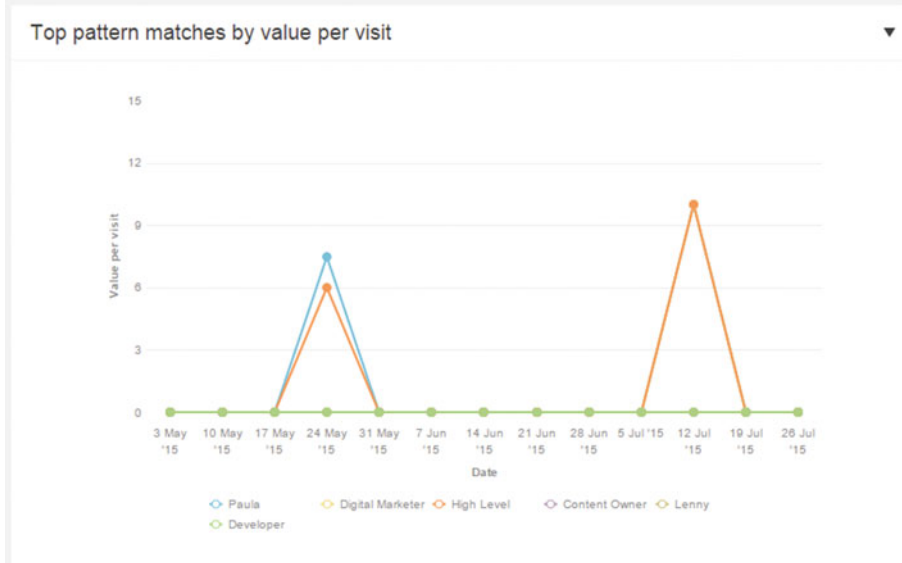 Top pattern matches by value per visit
15
12
9
6
3
0
Value per visit
3 May 10 May 17 May 24 May 31 May 7 Jun 14 Jun 21 Jun 28 Jun 5 Jul '15 12 Jul 19 Jul 26 Jul
'15 '15 '15 '15 '15 '15 '15 '15 '15 '15 '15 '15
Date
Paula Digital Marketer High Level Content Owner Lenny
Developer